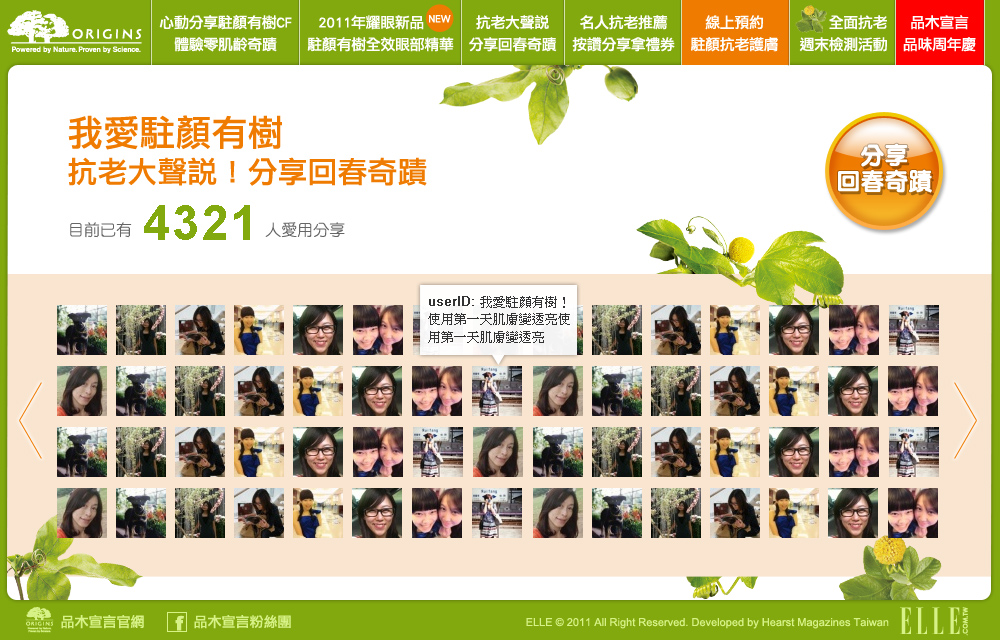 ORIGINS
Powered by Nature. Proven by Science.
心動分享駐顏有樹CF
體驗零肌齡奇蹟
2011年耀眼新品 NEW
駐顏有樹全效眼部精華
抗老大聲說
分享回春奇蹟
名人抗老推薦
按讚分享拿禮券
線上預約
駐顏抗老護膚
全面抗老
週末檢測活動
品木宣言
品味周年慶
我愛駐顏有樹
抗老大聲說！分享回春奇蹟
目前已有 4321 人愛用分享
分享
回春奇蹟
userID: 我愛駐顏有樹！
使用第一天肌膚變透亮使
用第一天肌膚變透亮
ORIGINS
品木宣言官網
f 品木宣言粉絲團
ELLE © 2011 All Right Reserved. Developed by Hearst Magazines Taiwan
ELLE